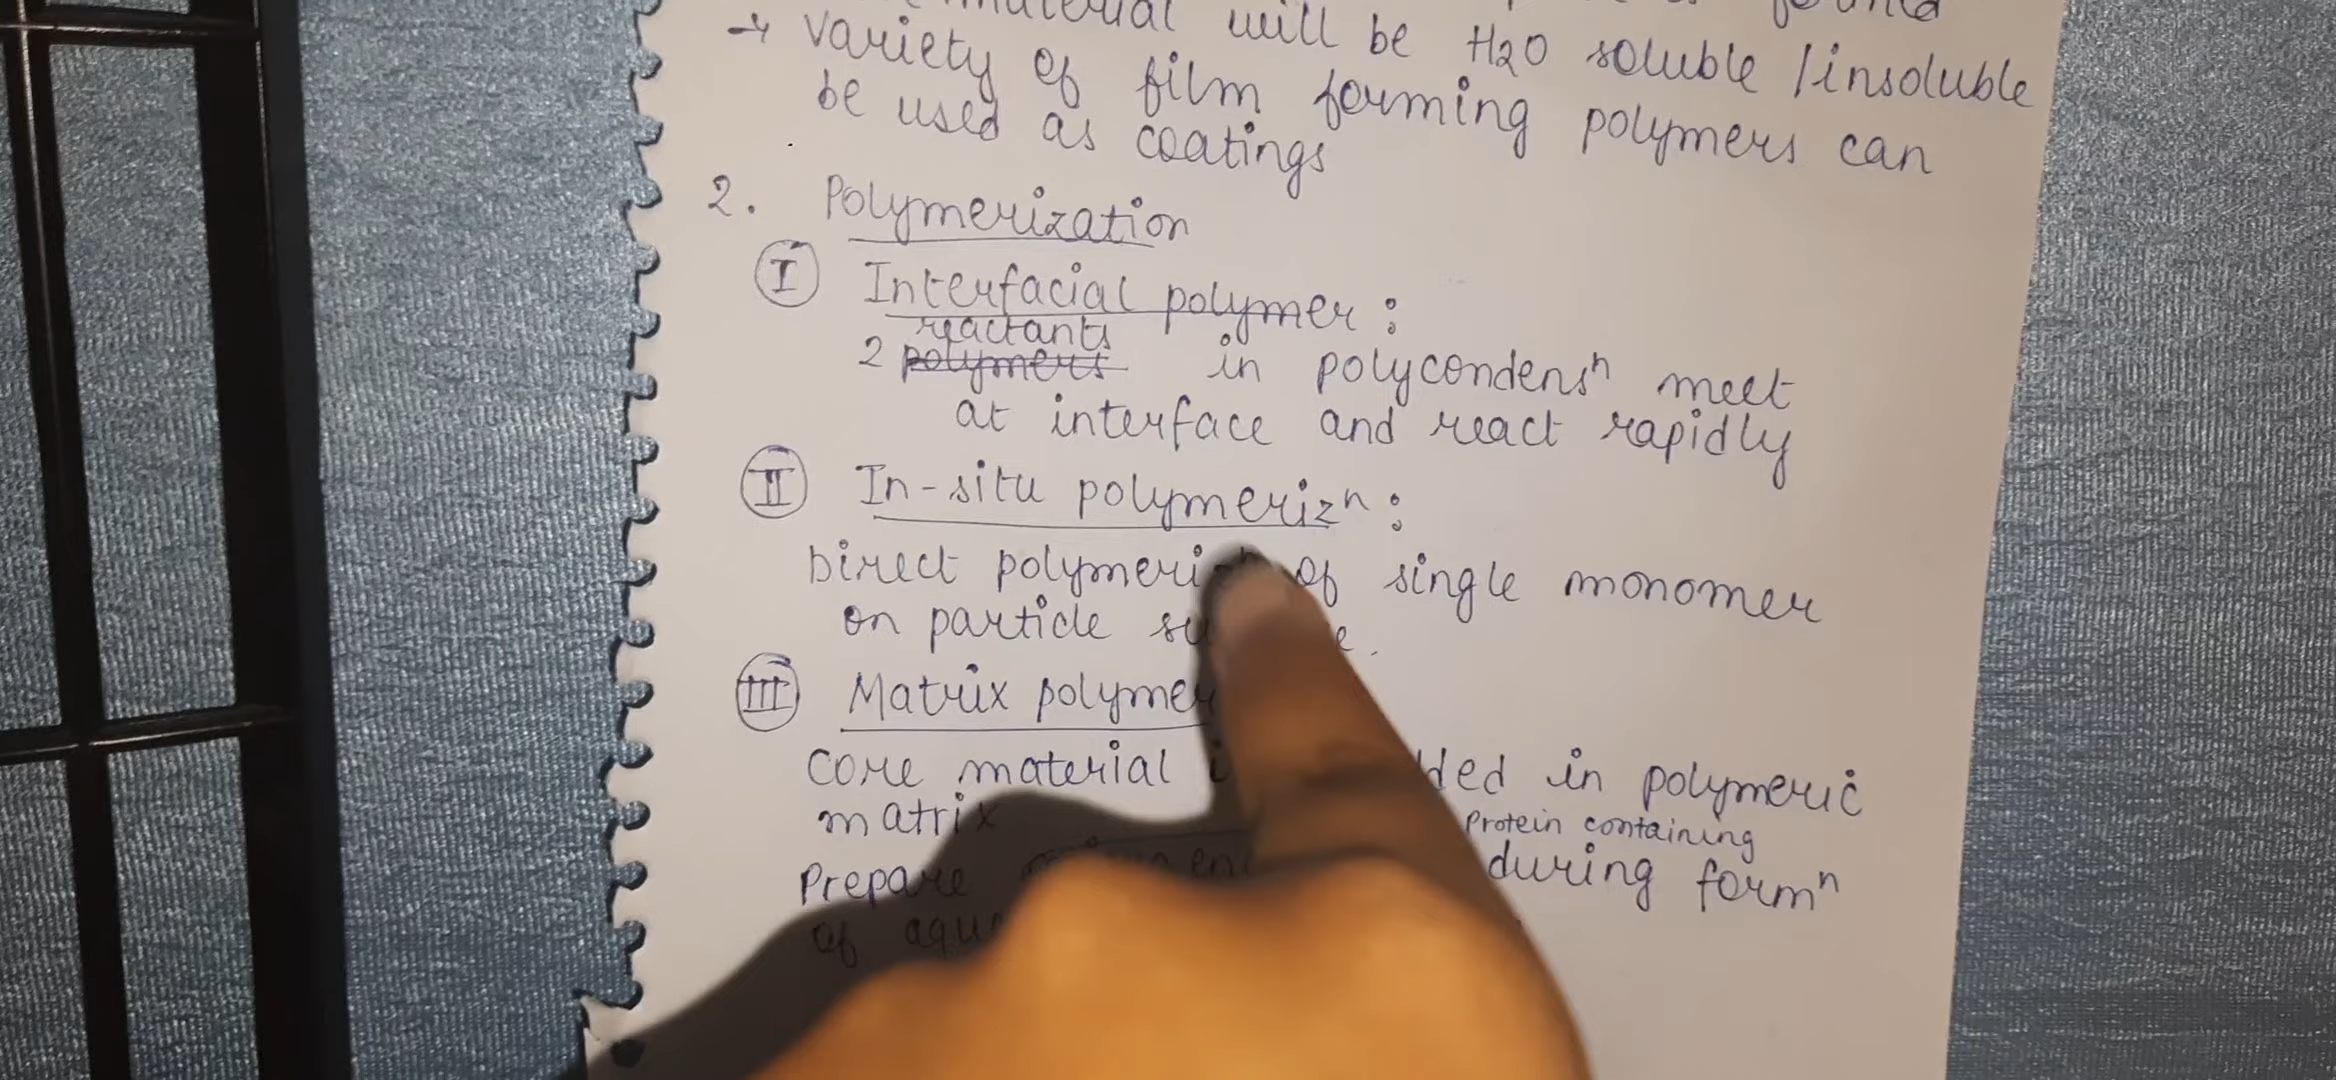 material will be H2O soluble / insoluble
→ Variety of film forming polymers can
be used as coatings
2. Polymerization
I Interfacial polymer :
reactants
2 polymers in polycondensⁿ meet
at interface and react rapidly
II In-situ polymerizⁿ :
Direct of single monomer
on particle
III Matrix
Core material in polymeric
matrix
Protein containing
Prepare during formⁿ
of